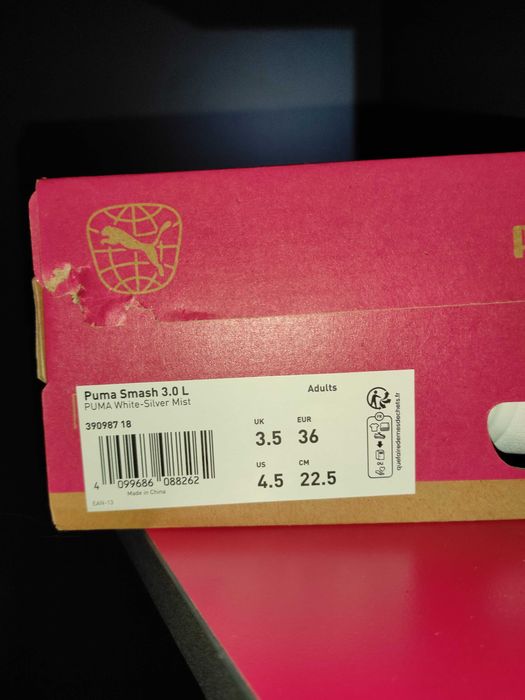 Puma Smash 3.0 L
PUMA White-Silver Mist
Adults
390987 18
UK EUR
3.5 36
US CM
4.5 22.5
4 099686 088262
Made in China
EAN-13
quefairedemesdechets.fr